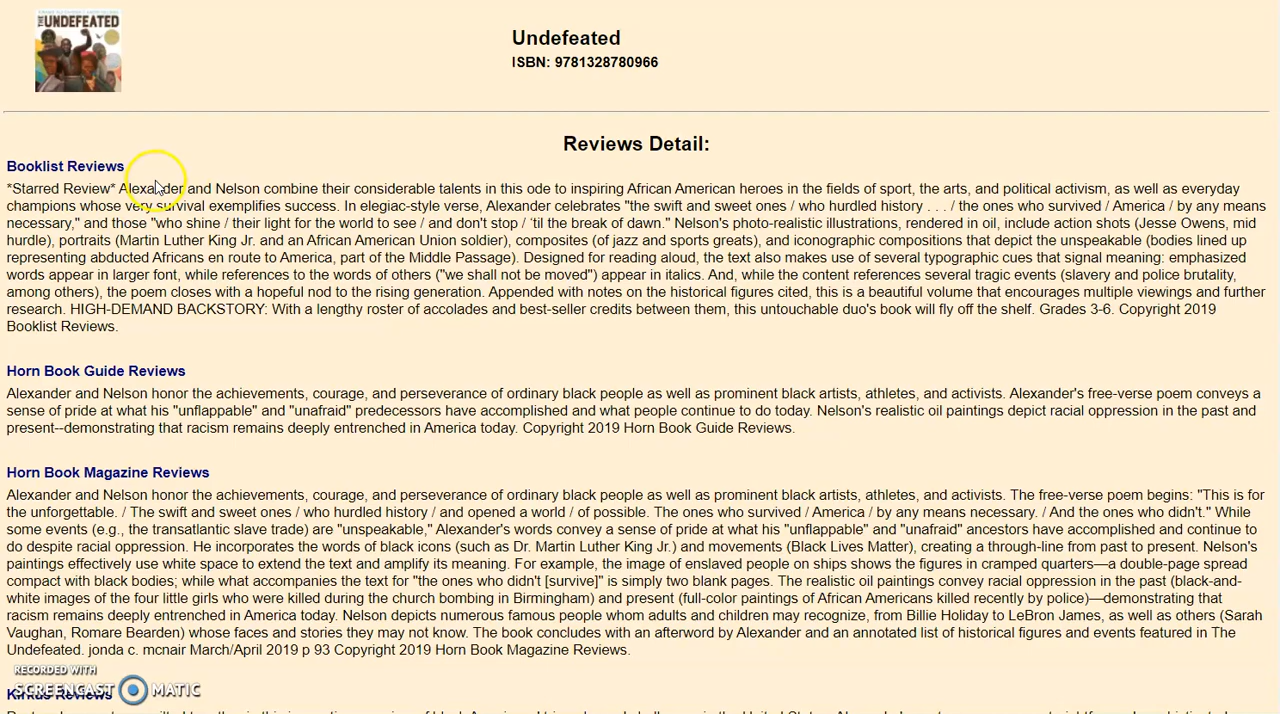 THE
UNDEFEATED
Undefeated
ISBN: 9781328780966
Reviews Detail:
Booklist Reviews
*Starred Review* Alexander and Nelson combine their considerable talents in this ode to inspiring African American heroes in the fields of sport, the arts, and political activism, as well as everyday
champions whose very survival exemplifies success. In elegiac-style verse, Alexander celebrates "the swift and sweet ones / who hurdled history . . . / the ones who survived / America / by any means
necessary," and those "who shine / their light for the world to see / and don't stop / 'til the break of dawn." Nelson's photo-realistic illustrations, rendered in oil, include action shots (Jesse Owens, mid
hurdle), portraits (Martin Luther King Jr. and an African American Union soldier), composites (of jazz and sports greats), and iconographic compositions that depict the unspeakable (bodies lined up
representing abducted Africans en route to America, part of the Middle Passage). Designed for reading aloud, the text also makes use of several typographic cues that signal meaning: emphasized
words appear in larger font, while references to the words of others ("we shall not be moved") appear in italics. And, while the content references several tragic events (slavery and police brutality,
among others), the poem closes with a hopeful nod to the rising generation. Appended with notes on the historical figures cited, this is a beautiful volume that encourages multiple viewings and further
research. HIGH-DEMAND BACKSTORY: With a lengthy roster of accolades and best-seller credits between them, this untouchable duo's book will fly off the shelf. Grades 3-6. Copyright 2019
Booklist Reviews.
Horn Book Guide Reviews
Alexander and Nelson honor the achievements, courage, and perseverance of ordinary black people as well as prominent black artists, athletes, and activists. Alexander's free-verse poem conveys a
sense of pride at what his "unflappable" and "unafraid" predecessors have accomplished and what people continue to do today. Nelson's realistic oil paintings depict racial oppression in the past and
present--demonstrating that racism remains deeply entrenched in America today. Copyright 2019 Horn Book Guide Reviews.
Horn Book Magazine Reviews
Alexander and Nelson honor the achievements, courage, and perseverance of ordinary black people as well as prominent black artists, athletes, and activists. The free-verse poem begins: "This is for
the unforgettable. / The swift and sweet ones / who hurdled history / and opened a world / of possible. The ones who survived / America / by any means necessary. / And the ones who didn't." While
some events (e.g., the transatlantic slave trade) are "unspeakable," Alexander's words convey a sense of pride at what his "unflappable" and "unafraid" ancestors have accomplished and continue to
do despite racial oppression. He incorporates the words of black icons (such as Dr. Martin Luther King Jr.) and movements (Black Lives Matter), creating a through-line from past to present. Nelson's
paintings effectively use white space to extend the text and amplify its meaning. For example, the image of enslaved people on ships shows the figures in cramped quarters—a double-page spread
compact with black bodies; while what accompanies the text for "the ones who didn't [survive]" is simply two blank pages. The realistic oil paintings convey racial oppression in the past (black-and-
white images of the four little girls who were killed during the church bombing in Birmingham) and present (full-color paintings of African Americans killed recently by police)—demonstrating that
racism remains deeply entrenched in America today. Nelson depicts numerous famous people whom adults and children may recognize, from Billie Holiday to LeBron James, as well as others (Sarah
Vaughan, Romare Bearden) whose faces and stories they may not know. The book concludes with an afterword by Alexander and an annotated list of historical figures and events featured in The
Undefeated. jonda c. mcnair March/April 2019 p 93 Copyright 2019 Horn Book Magazine Reviews.
RECORDED WITH
SCREENCAST MATIC
Kirkus Reviews